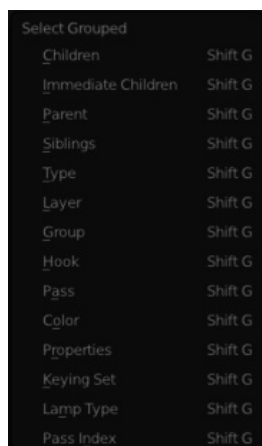 Select Grouped
Children Shift G
Immediate Children Shift G
Parent Shift G
Siblings Shift G
Type Shift G
Layer Shift G
Group Shift G
Hook Shift G
Pass Shift G
Color Shift G
Properties Shift G
Keying Set Shift G
Lamp Type Shift G
Pass Index Shift G